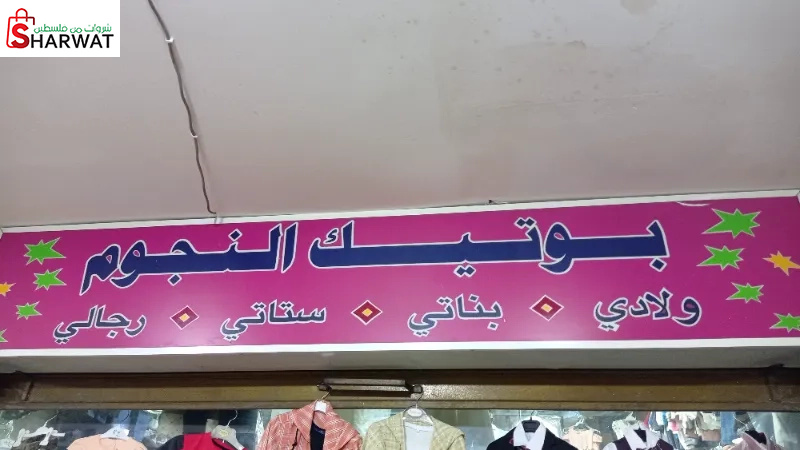 شروات من فلسطين
SHARWAT
بوتيك النجوم
ولادي بناتي ستاتي رجالي